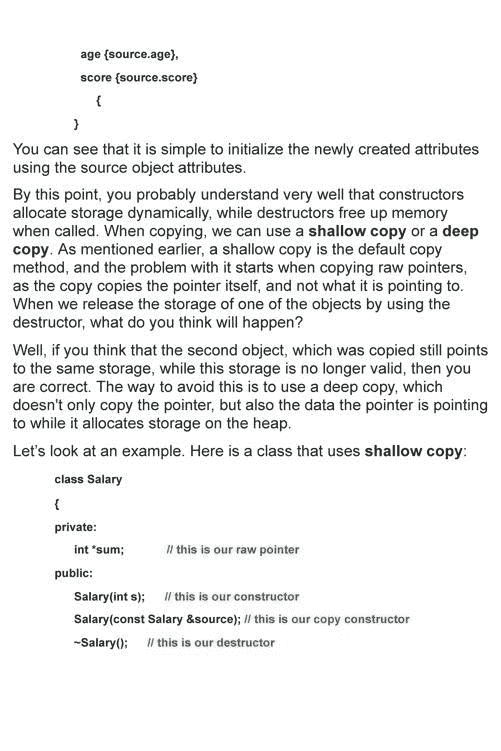 age {source.age},
score {source.score}
{
}
You can see that it is simple to initialize the newly created attributes
using the source object attributes.
By this point, you probably understand very well that constructors
allocate storage dynamically, while destructors free up memory
when called. When copying, we can use a shallow copy or a deep
copy. As mentioned earlier, a shallow copy is the default copy
method, and the problem with it starts when copying raw pointers,
as the copy copies the pointer itself, and not what it is pointing to.
When we release the storage of one of the objects by using the
destructor, what do you think will happen?
Well, if you think that the second object, which was copied still points
to the same storage, while this storage is no longer valid, then you
are correct. The way to avoid this is to use a deep copy, which
doesn't only copy the pointer, but also the data the pointer is pointing
to while it allocates storage on the heap.
Let’s look at an example. Here is a class that uses shallow copy:
class Salary
{
private:
int *sum; // this is our raw pointer
public:
Salary(int s); // this is our constructor
Salary(const Salary &source); // this is our copy constructor
~Salary(); // this is our destructor